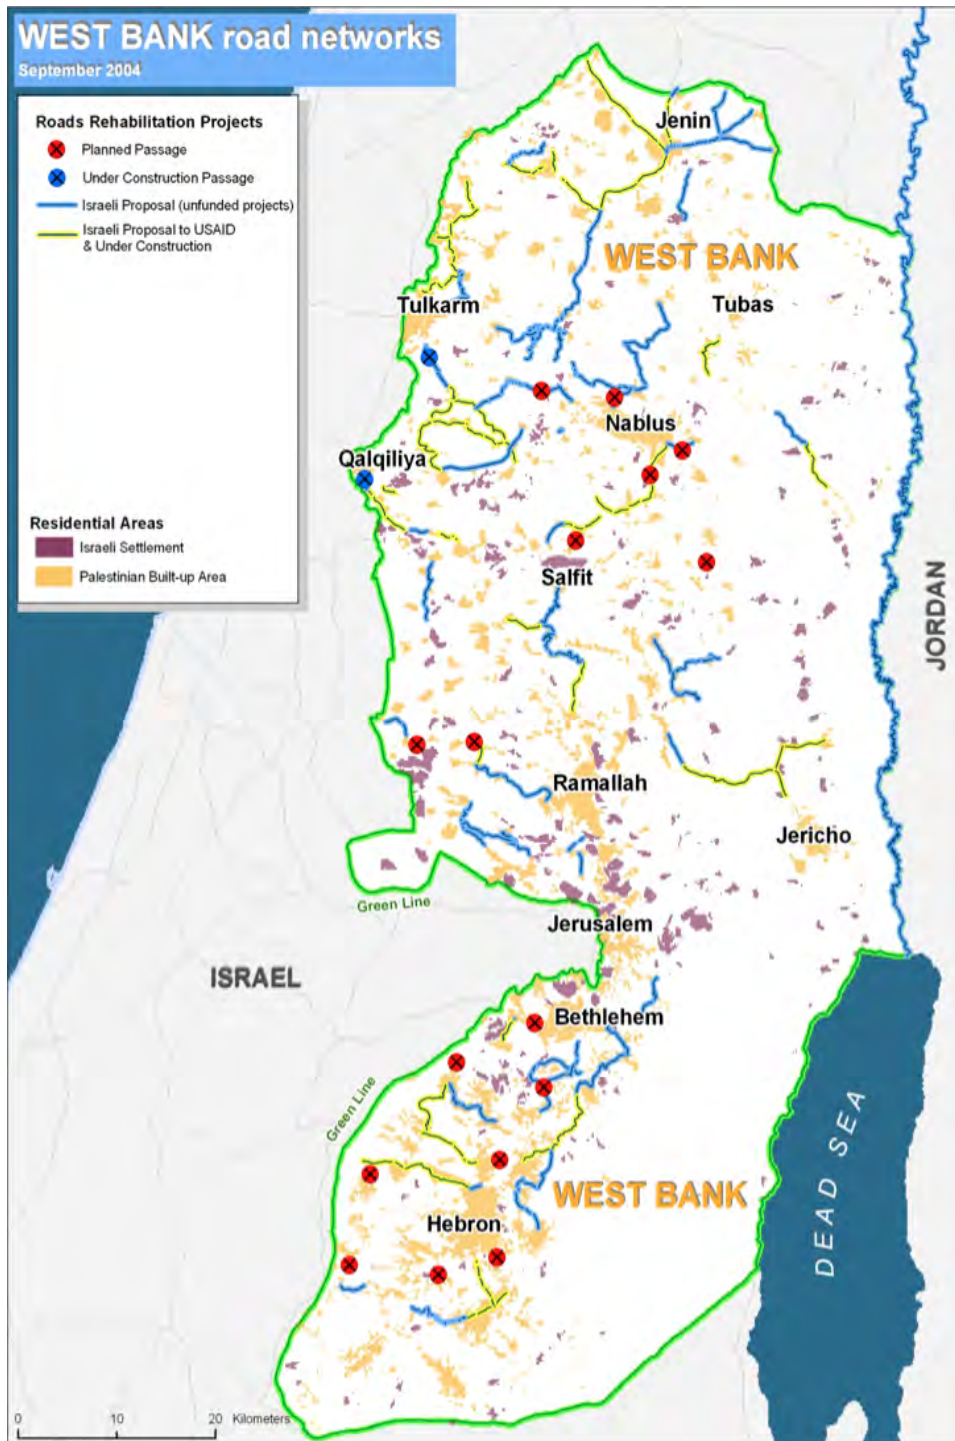 WEST BANK road networks
September 2004
Roads Rehabilitation Projects
Planned Passage
Under Construction Passage
Israeli Proposal (unfunded projects)
Israeli Proposal to USAID
& Under Construction
Residential Areas
Israeli Settlement
Palestinian Built-up Area
Jenin
WEST BANK
Tulkarm
Tubas
Nablus
Qalqiliya
Salfit
JORDAN
Ramallah
Jericho
Green Line
Jerusalem
ISRAEL
Bethlehem
Green Line
WEST BANK
Hebron
DEAD SEA
0 10 20 Kilometers